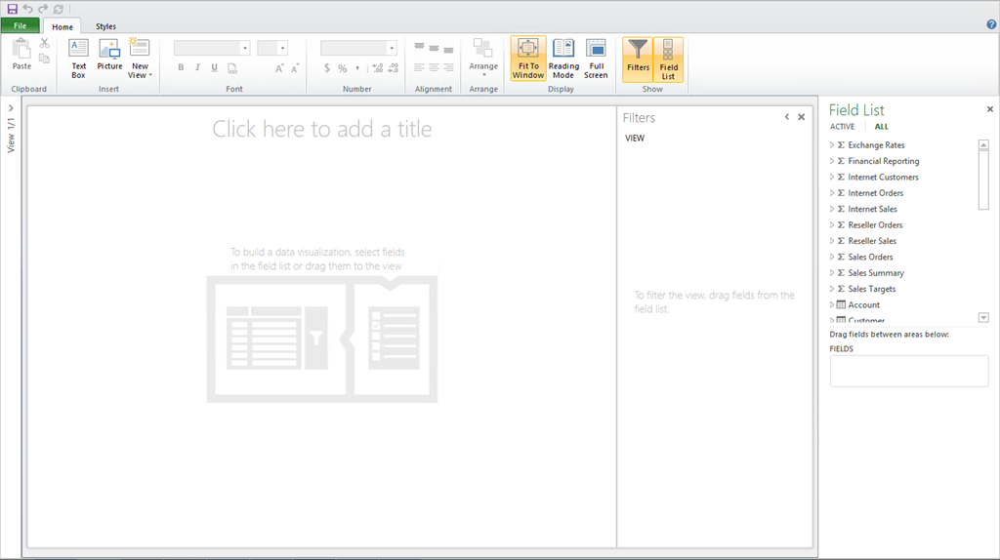 File
Home
Styles
Paste
Clipboard
Text
Box
Picture
New
View
Insert
B I U
A A
Font
$ % ,
.00 .0
Number
Alignment
Arrange
Arrange
Fit To
Window
Reading
Mode
Full
Screen
Display
Filters
Field
List
Show
View 1/1
Click here to add a title
To build a data visualization, select fields
in the field list or drag them to the view
Filters
VIEW
To filter the view, drag fields from the
field list.
Field List
ACTIVE ALL
Σ Exchange Rates
Σ Financial Reporting
Σ Internet Customers
Σ Internet Orders
Σ Internet Sales
Σ Reseller Orders
Σ Reseller Sales
Σ Sales Orders
Σ Sales Summary
Σ Sales Targets
Account
Customer
Drag fields between areas below:
FIELDS